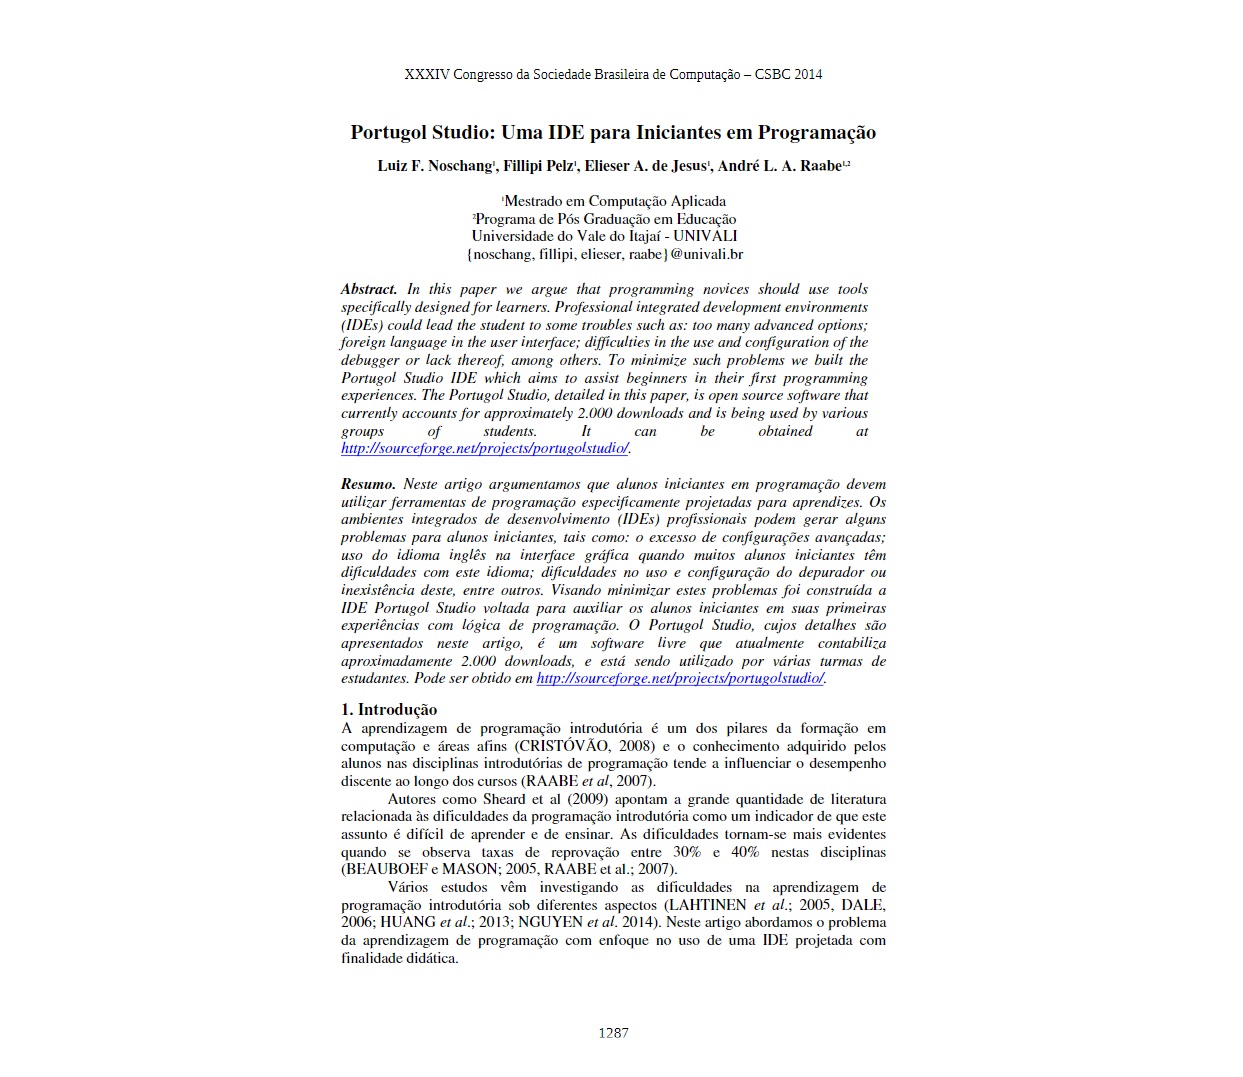 XXXIV Congresso da Sociedade Brasileira de Computação – CSBC 2014
Portugol Studio: Uma IDE para Iniciantes em Programação
Luiz F. Noschang¹, Fillipi Pelz¹, Elieser A. de Jesus¹, André L. A. Raabe¹,²
¹Mestrado em Computação Aplicada
²Programa de Pós Graduação em Educação
Universidade do Vale do Itajaí - UNIVALI
{noschang, fillipi, elieser, raabe}@univali.br
Abstract. In this paper we argue that programming novices should use tools
specifically designed for learners. Professional integrated development environments
(IDEs) could lead the student to some troubles such as: too many advanced options;
foreign language in the user interface; difficulties in the use and configuration of the
debugger or lack thereof, among others. To minimize such problems we built the
Portugol Studio IDE which aims to assist beginners in their first programming
experiences. The Portugol Studio, detailed in this paper, is open source software that
currently accounts for approximately 2.000 downloads and is being used by various
groups of students. It can be obtained at
http://sourceforge.net/projects/portugolstudio/.
Resumo. Neste artigo argumentamos que alunos iniciantes em programação devem
utilizar ferramentas de programação especificamente projetadas para aprendizes. Os
ambientes integrados de desenvolvimento (IDEs) profissionais podem gerar alguns
problemas para alunos iniciantes, tais como: o excesso de configurações avançadas;
uso do idioma inglês na interface gráfica quando muitos alunos iniciantes têm
dificuldades com este idioma; dificuldades no uso e configuração do depurador ou
inexistência deste, entre outros. Visando minimizar estes problemas foi construída a
IDE Portugol Studio voltada para auxiliar os alunos iniciantes em suas primeiras
experiências com lógica de programação. O Portugol Studio, cujos detalhes são
apresentados neste artigo, é um software livre que atualmente contabiliza
aproximadamente 2.000 downloads, e está sendo utilizado por várias turmas de
estudantes. Pode ser obtido em http://sourceforge.net/projects/portugolstudio/.
1. Introdução
A aprendizagem de programação introdutória é um dos pilares da formação em
computação e áreas afins (CRISTÓVÃO, 2008) e o conhecimento adquirido pelos
alunos nas disciplinas introdutórias de programação tende a influenciar o desempenho
discente ao longo dos cursos (RAABE et al, 2007).
Autores como Sheard et al (2009) apontam a grande quantidade de literatura
relacionada às dificuldades da programação introdutória como um indicador de que este
assunto é difícil de aprender e de ensinar. As dificuldades tornam-se mais evidentes
quando se observa taxas de reprovação entre 30% e 40% nestas disciplinas
(BEAUBOEF e MASON; 2005, RAABE et al.; 2007).
Vários estudos vêm investigando as dificuldades na aprendizagem de
programação introdutória sob diferentes aspectos (LAHTINEN et al.; 2005, DALE,
2006; HUANG et al.; 2013; NGUYEN et al. 2014). Neste artigo abordamos o problema
da aprendizagem de programação com enfoque no uso de uma IDE projetada com
finalidade didática.
1287